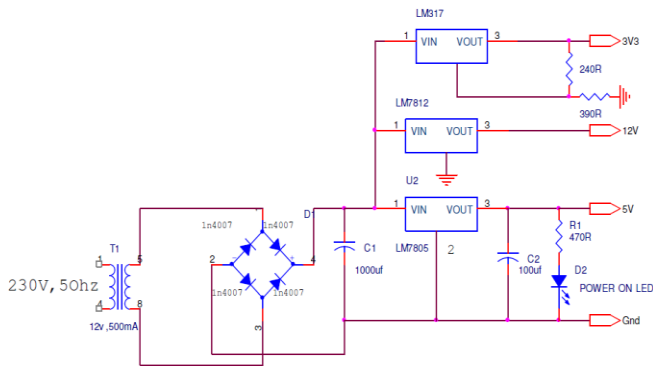 LM317
1 VIN VOUT 3 3V3
240R
390R
LM7812
1 VIN VOUT 3 12V
U2
1 VIN VOUT 3 5V
LM7805 2
1n4007 1n4007 D1
1n4007 1n4007
2 4
3
T1
1 5
4 8
230V,50hz
12v ,500mA
C1
1000uf
C2
100uf
R1
470R
D2
POWER ON LED
Gnd